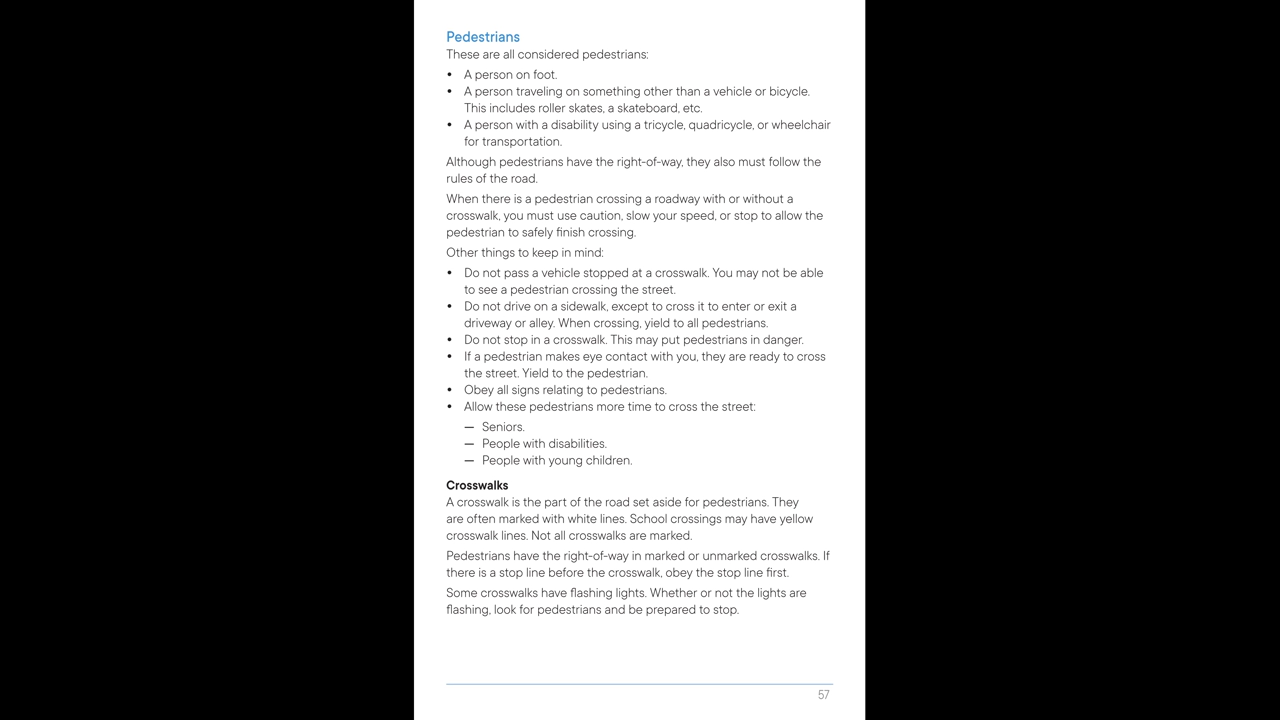 Pedestrians
These are all considered pedestrians:
• A person on foot.
• A person traveling on something other than a vehicle or bicycle.
This includes roller skates, a skateboard, etc.
• A person with a disability using a tricycle, quadricycle, or wheelchair
for transportation.
Although pedestrians have the right-of-way, they also must follow the
rules of the road.
When there is a pedestrian crossing a roadway with or without a
crosswalk, you must use caution, slow your speed, or stop to allow the
pedestrian to safely finish crossing.
Other things to keep in mind:
• Do not pass a vehicle stopped at a crosswalk. You may not be able
to see a pedestrian crossing the street.
• Do not drive on a sidewalk, except to cross it to enter or exit a
driveway or alley. When crossing, yield to all pedestrians.
• Do not stop in a crosswalk. This may put pedestrians in danger.
• If a pedestrian makes eye contact with you, they are ready to cross
the street. Yield to the pedestrian.
• Obey all signs relating to pedestrians.
• Allow these pedestrians more time to cross the street:
— Seniors.
— People with disabilities.
— People with young children.
Crosswalks
A crosswalk is the part of the road set aside for pedestrians. They
are often marked with white lines. School crossings may have yellow
crosswalk lines. Not all crosswalks are marked.
Pedestrians have the right-of-way in marked or unmarked crosswalks. If
there is a stop line before the crosswalk, obey the stop line first.
Some crosswalks have flashing lights. Whether or not the lights are
flashing, look for pedestrians and be prepared to stop.
57